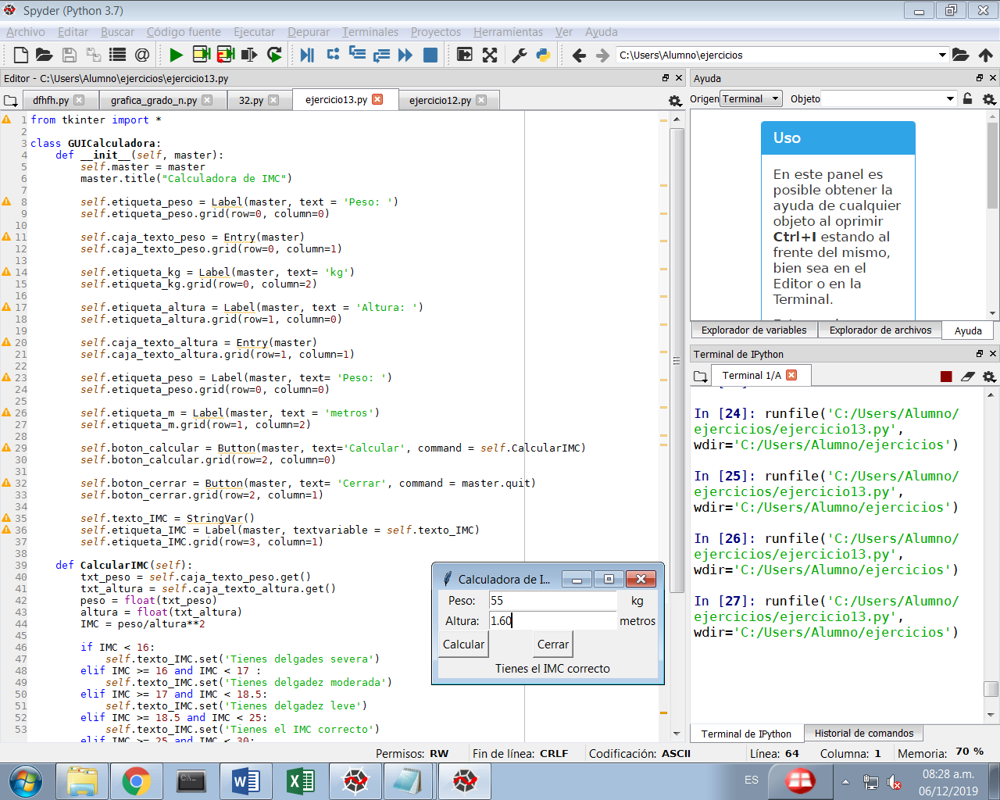 Spyder (Python 3.7)
Archivo Editar Buscar Código fuente Ejecutar Depurar Terminales Proyectos Herramientas Ver Ayuda
C:\Users\Alumno\ejercicios
Editor - C:\Users\Alumno\ejercicios\ejercicio13.py
dfhfh.py grafica_grado_n.py 32.py ejercicio13.py ejercicio12.py
1 from tkinter import *
2
3 class GUICalculadora:
4 def __init__(self, master):
5 self.master = master
6 master.title("Calculadora de IMC")
7
8 self.etiqueta_peso = Label(master, text = 'Peso: ')
9 self.etiqueta_peso.grid(row=0, column=0)
10
11 self.caja_texto_peso = Entry(master)
12 self.caja_texto_peso.grid(row=0, column=1)
13
14 self.etiqueta_kg = Label(master, text= 'kg')
15 self.etiqueta_kg.grid(row=0, column=2)
16
17 self.etiqueta_altura = Label(master, text = 'Altura: ')
18 self.etiqueta_altura.grid(row=1, column=0)
19
20 self.caja_texto_altura = Entry(master)
21 self.caja_texto_altura.grid(row=1, column=1)
22
23 self.etiqueta_peso = Label(master, text= 'Peso: ')
24 self.etiqueta_peso.grid(row=0, column=0)
25
26 self.etiqueta_m = Label(master, text = 'metros')
27 self.etiqueta_m.grid(row=1, column=2)
28
29 self.boton_calcular = Button(master, text='Calcular', command = self.CalcularIMC)
30 self.boton_calcular.grid(row=2, column=0)
31
32 self.boton_cerrar = Button(master, text= 'Cerrar', command = master.quit)
33 self.boton_cerrar.grid(row=2, column=1)
34
35 self.texto_IMC = StringVar()
36 self.etiqueta_IMC = Label(master, textvariable = self.texto_IMC)
37 self.etiqueta_IMC.grid(row=3, column=1)
38
39 def CalcularIMC(self):
40 txt_peso = self.caja_texto_peso.get()
41 txt_altura = self.caja_texto_altura.get()
42 peso = float(txt_peso)
43 altura = float(txt_altura)
44 IMC = peso/altura**2
45
46 if IMC < 16:
47 self.texto_IMC.set('Tienes delgades severa')
48 elif IMC >= 16 and IMC < 17 :
49 self.texto_IMC.set('Tienes delgadez moderada')
50 elif IMC >= 17 and IMC < 18.5:
51 self.texto_IMC.set('Tienes delgadez leve')
52 elif IMC >= 18.5 and IMC < 25:
53 self.texto_IMC.set('Tienes el IMC correcto')
elif IMC >= 25 and IMC < 30:
Calculadora de I...
Peso: 55 kg
Altura: 1.60 metros
Calcular Cerrar
Tienes el IMC correcto
Ayuda
Origen Terminal Objeto
Uso
En este panel es
posible obtener la
ayuda de cualquier
objeto al oprimir
Ctrl+I estando al
frente del mismo,
bien sea en el
Editor o en la
Terminal.
Explorador de variables Explorador de archivos Ayuda
Terminal de IPython
Terminal 1/A
In [24]: runfile('C:/Users/Alumno/
ejercicios/ejercicio13.py',
wdir='C:/Users/Alumno/ejercicios')
In [25]: runfile('C:/Users/Alumno/
ejercicios/ejercicio13.py',
wdir='C:/Users/Alumno/ejercicios')
In [26]: runfile('C:/Users/Alumno/
ejercicios/ejercicio13.py',
wdir='C:/Users/Alumno/ejercicios')
In [27]: runfile('C:/Users/Alumno/
ejercicios/ejercicio13.py',
wdir='C:/Users/Alumno/ejercicios')
Terminal de IPython Historial de comandos
Permisos: RW Fin de línea: CRLF Codificación: ASCII Línea: 64 Columna: 1 Memoria: 70 %
ES
08:28 a.m.
06/12/2019